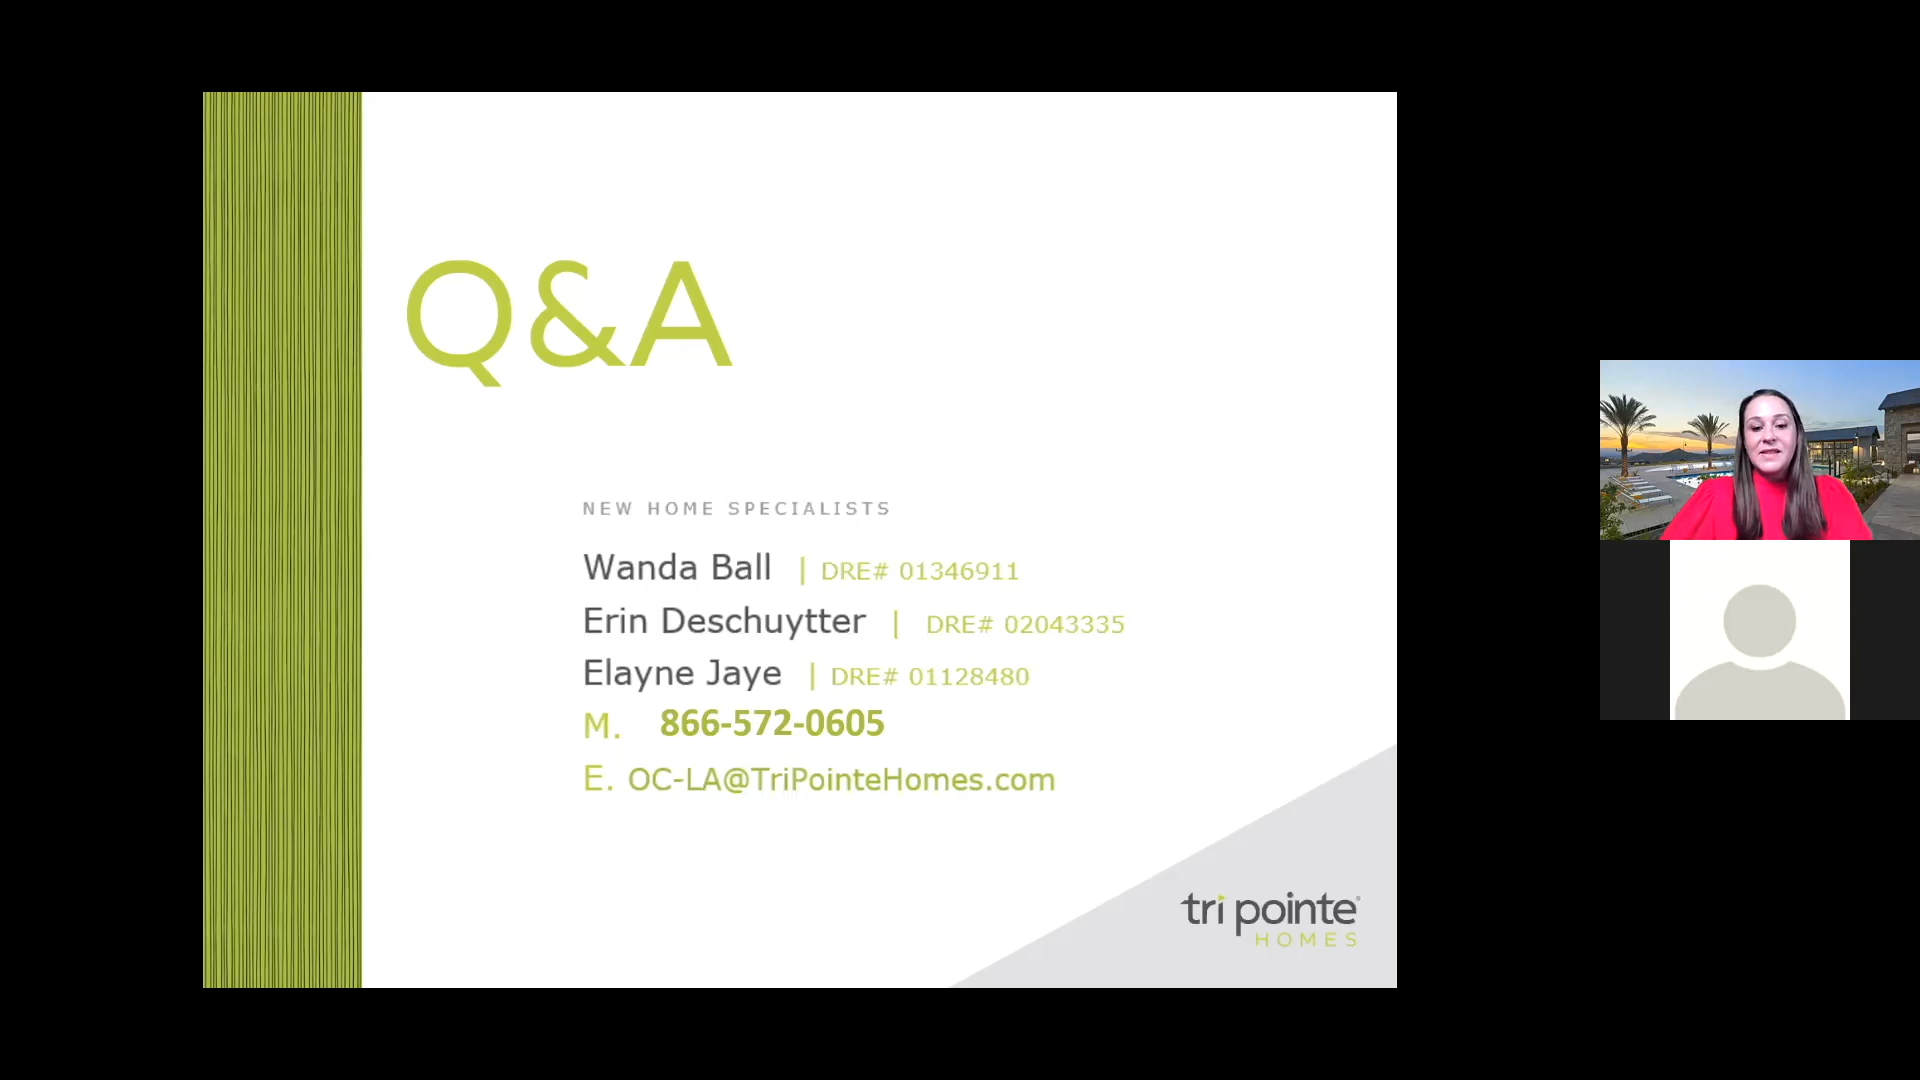 Q&A
NEW HOME SPECIALISTS
Wanda Ball | DRE# 01346911
Erin Deschuytter | DRE# 02043335
Elayne Jaye | DRE# 01128480
M. 866-572-0605
E. OC-LA@TriPointeHomes.com
tri pointe®
HOMES